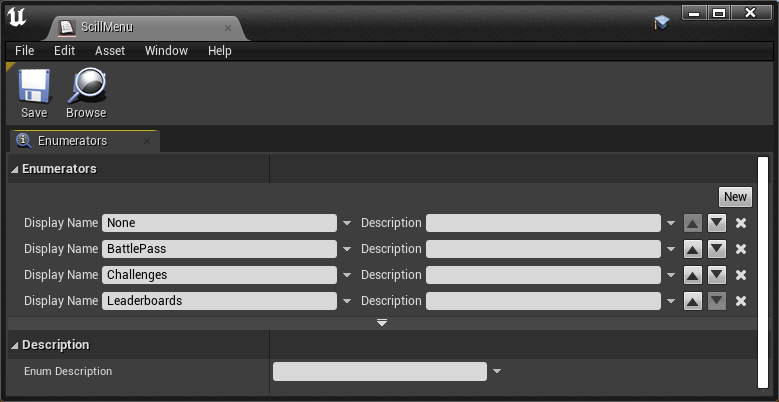 ScillMenu
File Edit Asset Window Help
Save Browse
Enumerators
Enumerators
New
Display Name None Description
Display Name BattlePass Description
Display Name Challenges Description
Display Name Leaderboards Description
Description
Enum Description